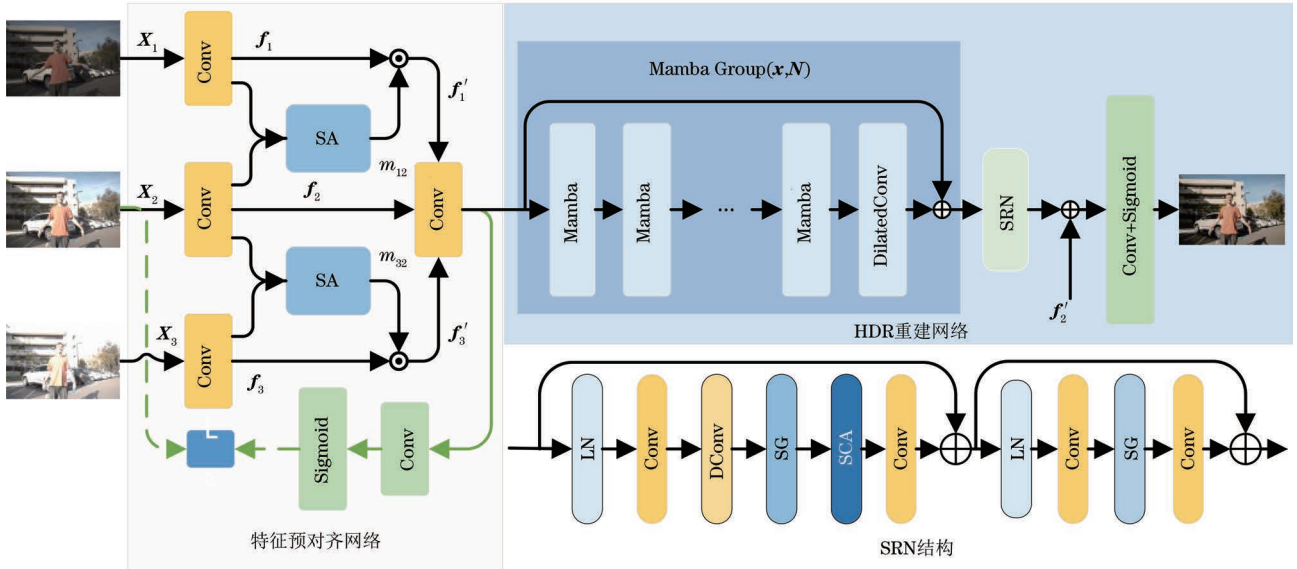 X₁
Conv
f₁
SA
f₁′
m₁₂
X₂
Conv
f₂
Conv
SA
m₃₂
X₃
Conv
f₃
f₃′
Sigmoid
Conv
特征预对齐网络
Mamba Group(x,N)
Mamba
Mamba
...
Mamba
DilatedConv
SRN
f₂′
Conv+Sigmoid
HDR重建网络
LN
Conv
DConv
SG
SCA
Conv
LN
Conv
SG
Conv
SRN结构